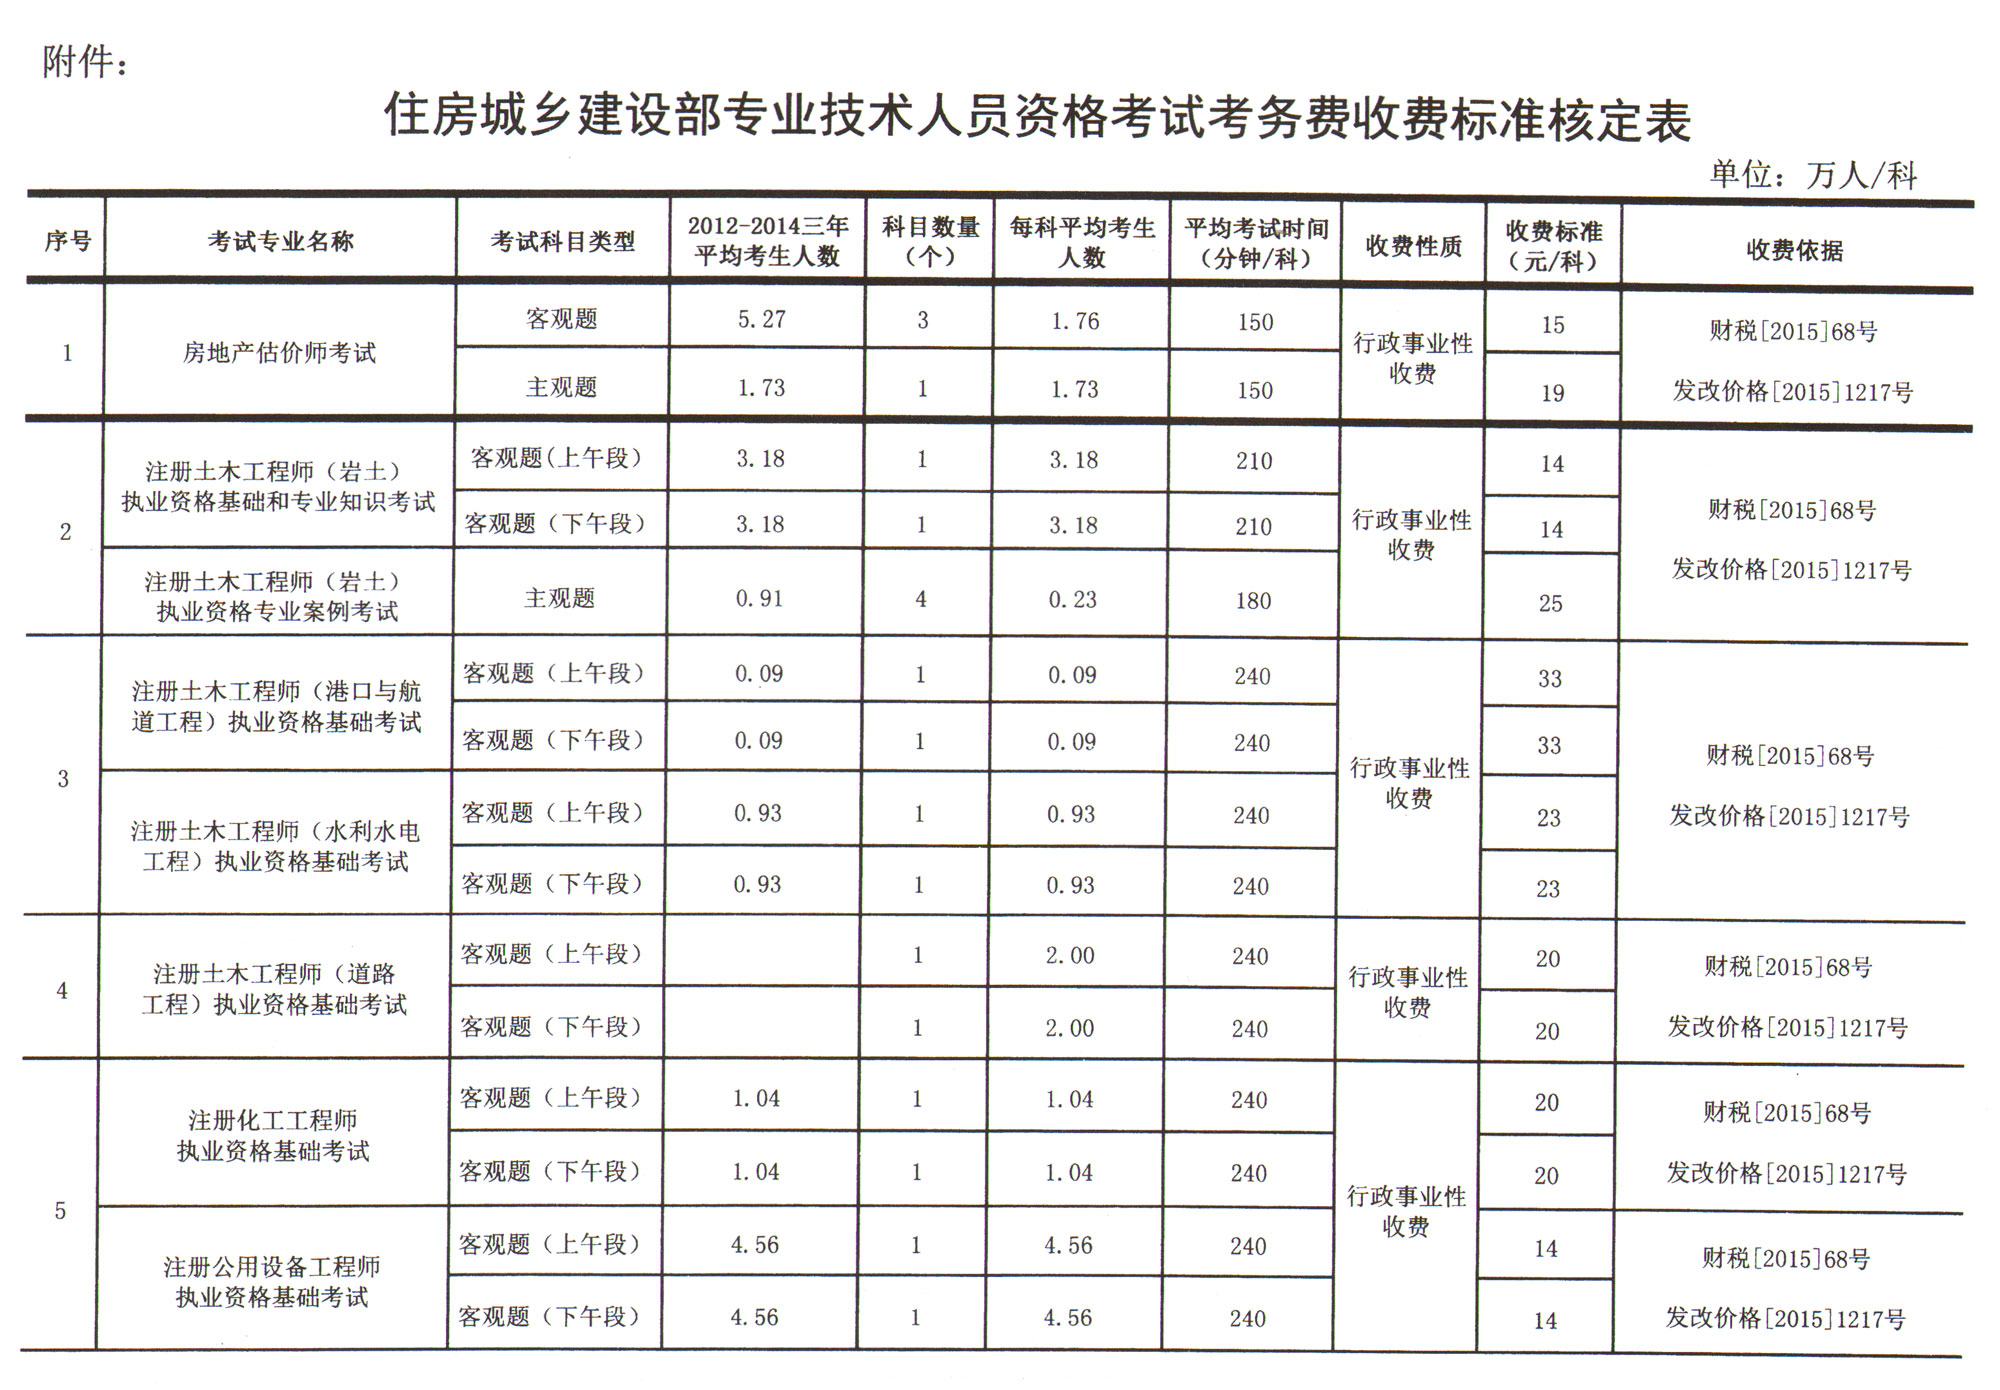 附件：
住房城乡建设部专业技术人员资格考试考务费收费标准核定表
单位：万人/科
序号 考试专业名称 考试科目类型 2012-2014三年平均考生人数 科目数量（个） 每科平均考生人数 平均考试时间（分钟/科） 收费性质 收费标准（元/科） 收费依据
1 房地产估价师考试 客观题 5.27 3 1.76 150 行政事业性收费 15 财税[2015]68号
主观题 1.73 1 1.73 150 19 发改价格[2015]1217号
2 注册土木工程师（岩土）执业资格基础和专业知识考试 客观题(上午段) 3.18 1 3.18 210 行政事业性收费 14 财税[2015]68号
客观题（下午段） 3.18 1 3.18 210 14 发改价格[2015]1217号
注册土木工程师（岩土）执业资格专业案例考试 主观题 0.91 4 0.23 180 25
3 注册土木工程师（港口与航道工程）执业资格基础考试 客观题（上午段） 0.09 1 0.09 240 行政事业性收费 33 财税[2015]68号
客观题（下午段） 0.09 1 0.09 240 33 发改价格[2015]1217号
注册土木工程师（水利水电工程）执业资格基础考试 客观题（上午段） 0.93 1 0.93 240 23
客观题（下午段） 0.93 1 0.93 240 23
4 注册土木工程师（道路工程）执业资格基础考试 客观题（上午段） 1 2.00 240 行政事业性收费 20 财税[2015]68号
客观题（下午段） 1 2.00 240 20 发改价格[2015]1217号
5 注册化工工程师执业资格基础考试 客观题（上午段） 1.04 1 1.04 240 行政事业性收费 20 财税[2015]68号
客观题（下午段） 1.04 1 1.04 240 20 发改价格[2015]1217号
注册公用设备工程师执业资格基础考试 客观题（上午段） 4.56 1 4.56 240 14 财税[2015]68号
客观题（下午段） 4.56 1 4.56 240 14 发改价格[2015]1217号